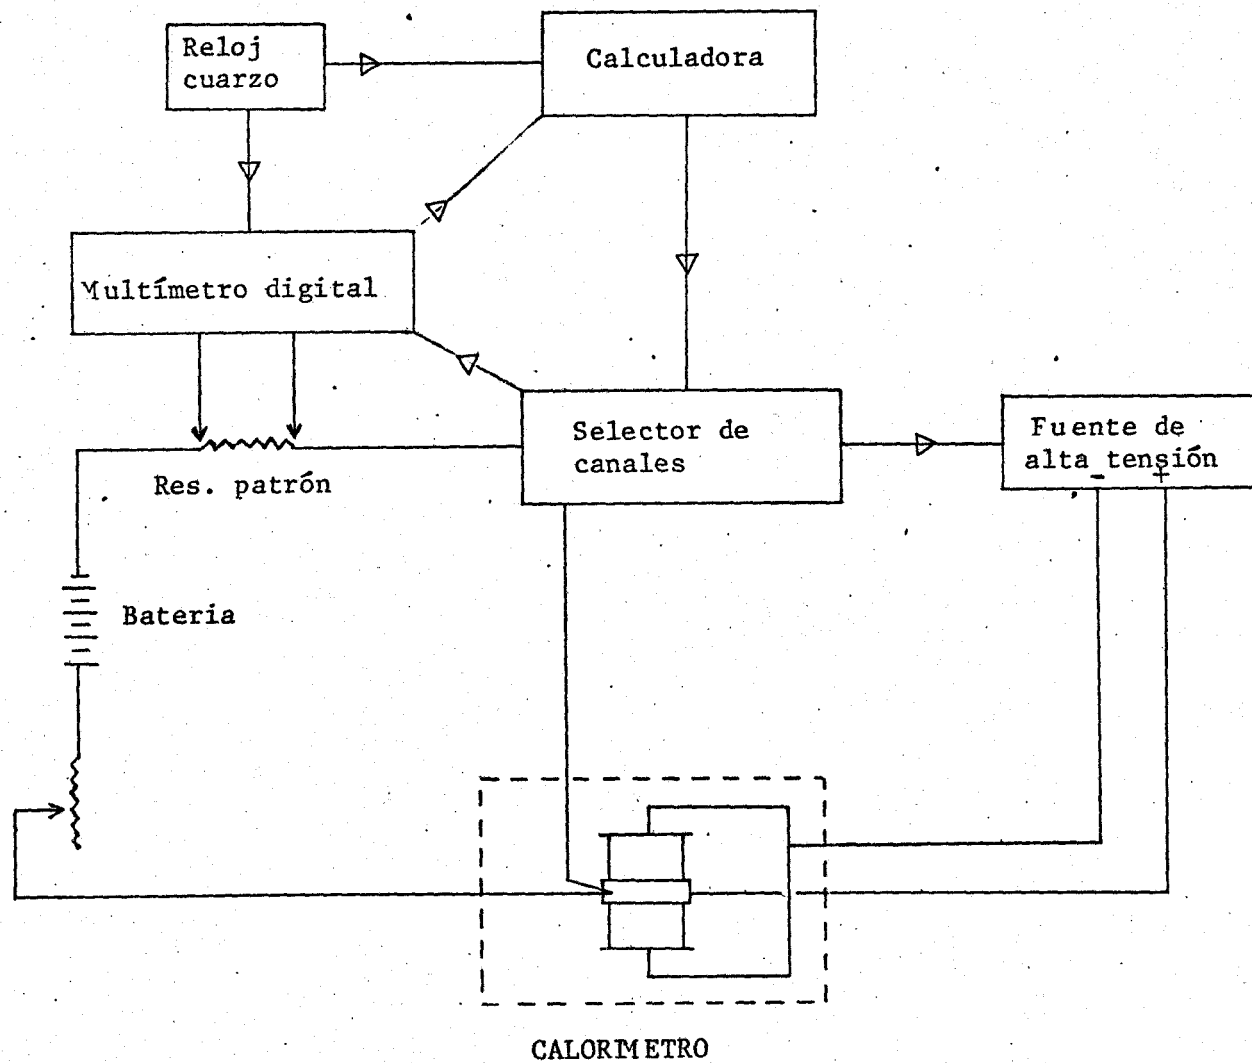 Reloj
cuarzo
Calculadora
Multímetro digital
Selector de
canales
Fuente de
alta tensión
- +
Res. patrón
Bateria
CALORIMETRO